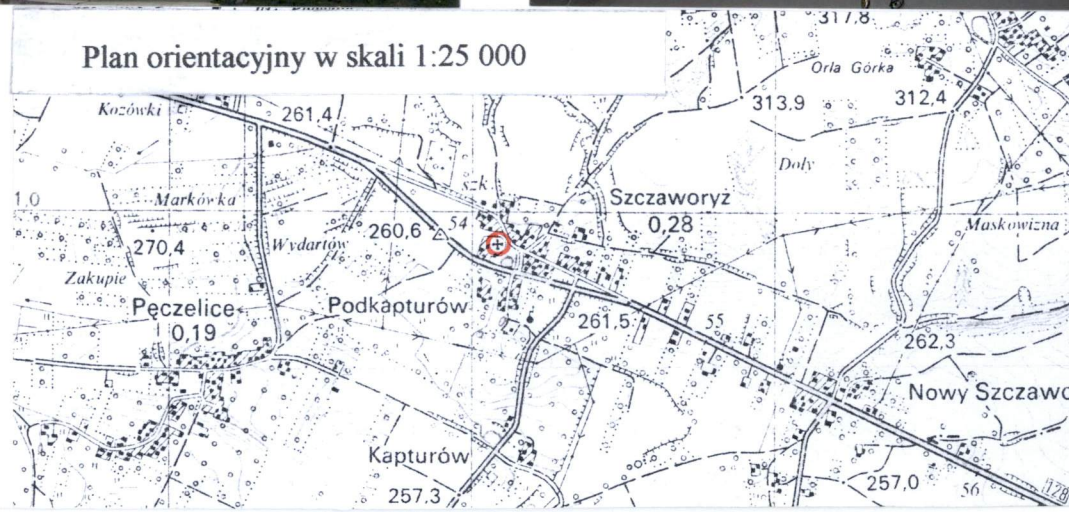 Plan orientacyjny w skali 1:25 000
317,8
Orla Górka
Kozówki
261,4
313,9
312,4
Doły
szk
Szczaworyż
0,28
1,0
Markówka
54
260,6
Maskowizna
270,4
Wydartów
Zakupie
Pęczelice
0,19
Podkapturów
261,5
55
262,3
Nowy Szczawo
Kapturów
257,3
257,0
56
128